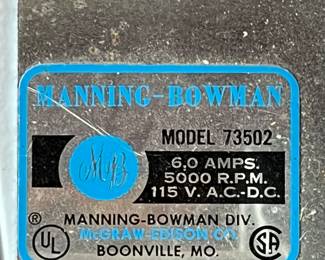 MANNING-BOWMAN
MODEL 73502
MB
6.0 AMPS.
5000 R.P.M.
115 V. A.C.-D.C.
® MANNING-BOWMAN DIV.
McGRAW-EDISON CO.
UL
BOONVILLE, MO.
SA